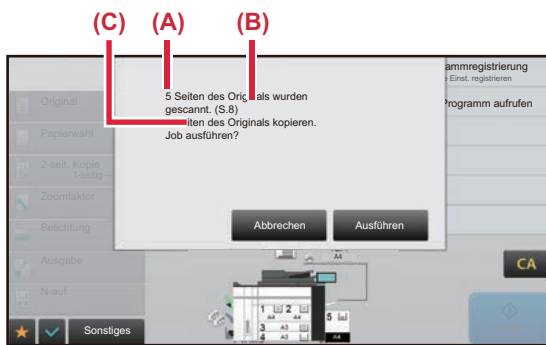 (C) (A) (B)
ammregistrierung
Einst. registrieren
Programm aufrufen
5 Seiten des Originals wurden
gescannt. (S.8)
iten des Originals kopieren.
Job ausführen?
Abbrechen Ausführen
Original
Papierwahl
2-seit. Kopie
1-seitig
Zoomfaktor
Belichtung
Ausgabe
N-auf
Sonstiges
CA
A4
1 2
A4 A4
3 A3
4 A3
5
A4